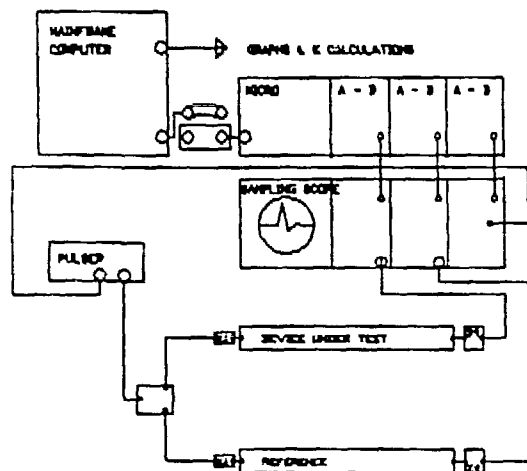 MAINFRAME
COMPUTER
GRAPHS & K CALCULATIONS
MICRO
A - D
A - D
A - D
SAMPLING SCOPE
PULSER
DEVICE UNDER TEST
REFERENCE